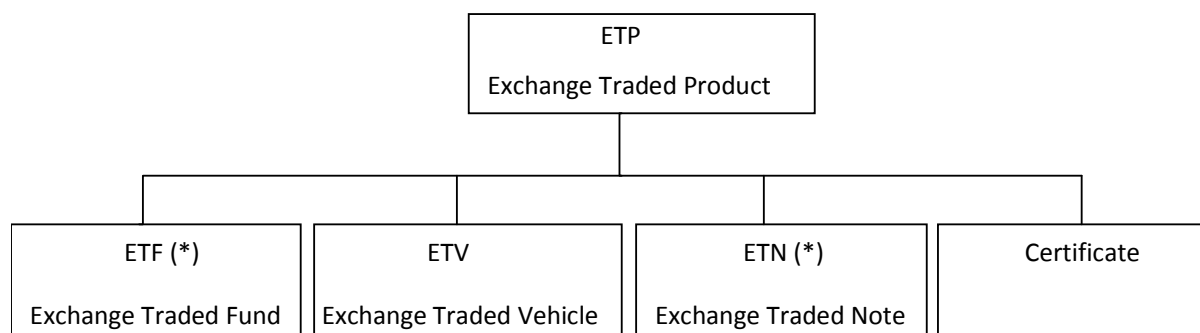 ETP
Exchange Traded Product
ETF (*)
Exchange Traded Fund
ETV
Exchange Traded Vehicle
ETN (*)
Exchange Traded Note
Certificate